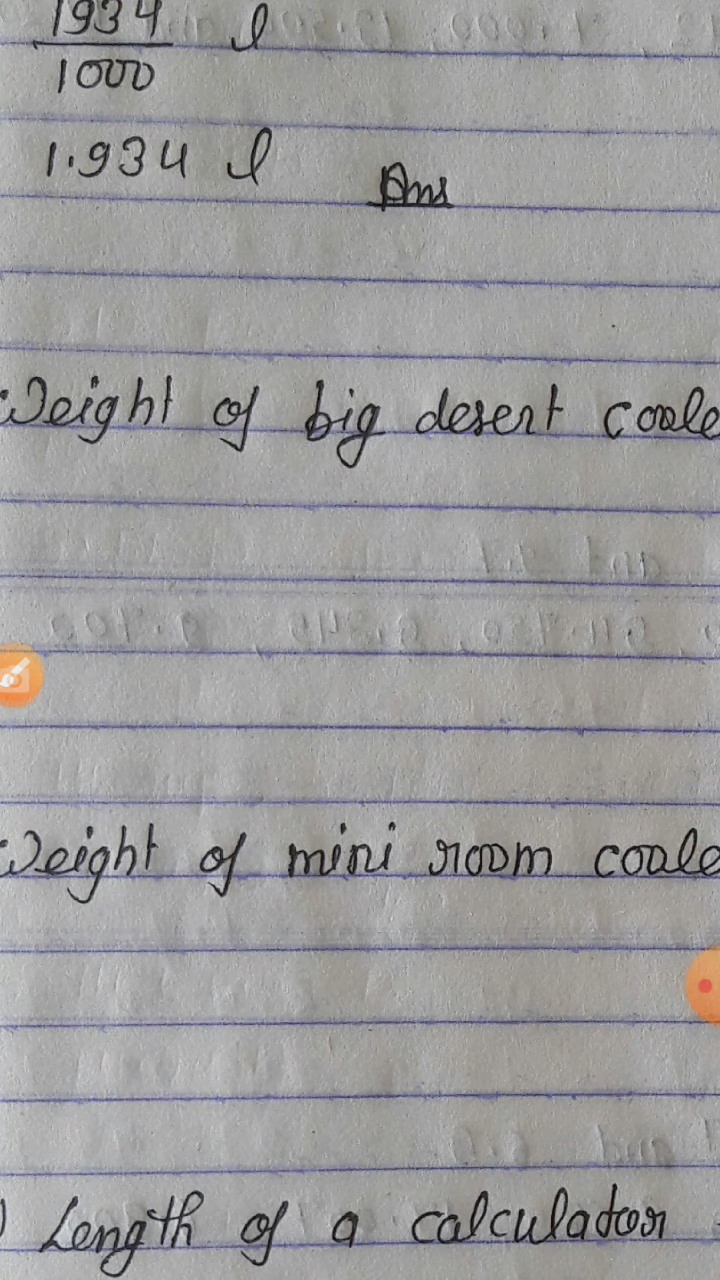 1934
1000 l
1.934 l Ans
Weight of big desert coole
Weight of mini room coole
Length of a calculator